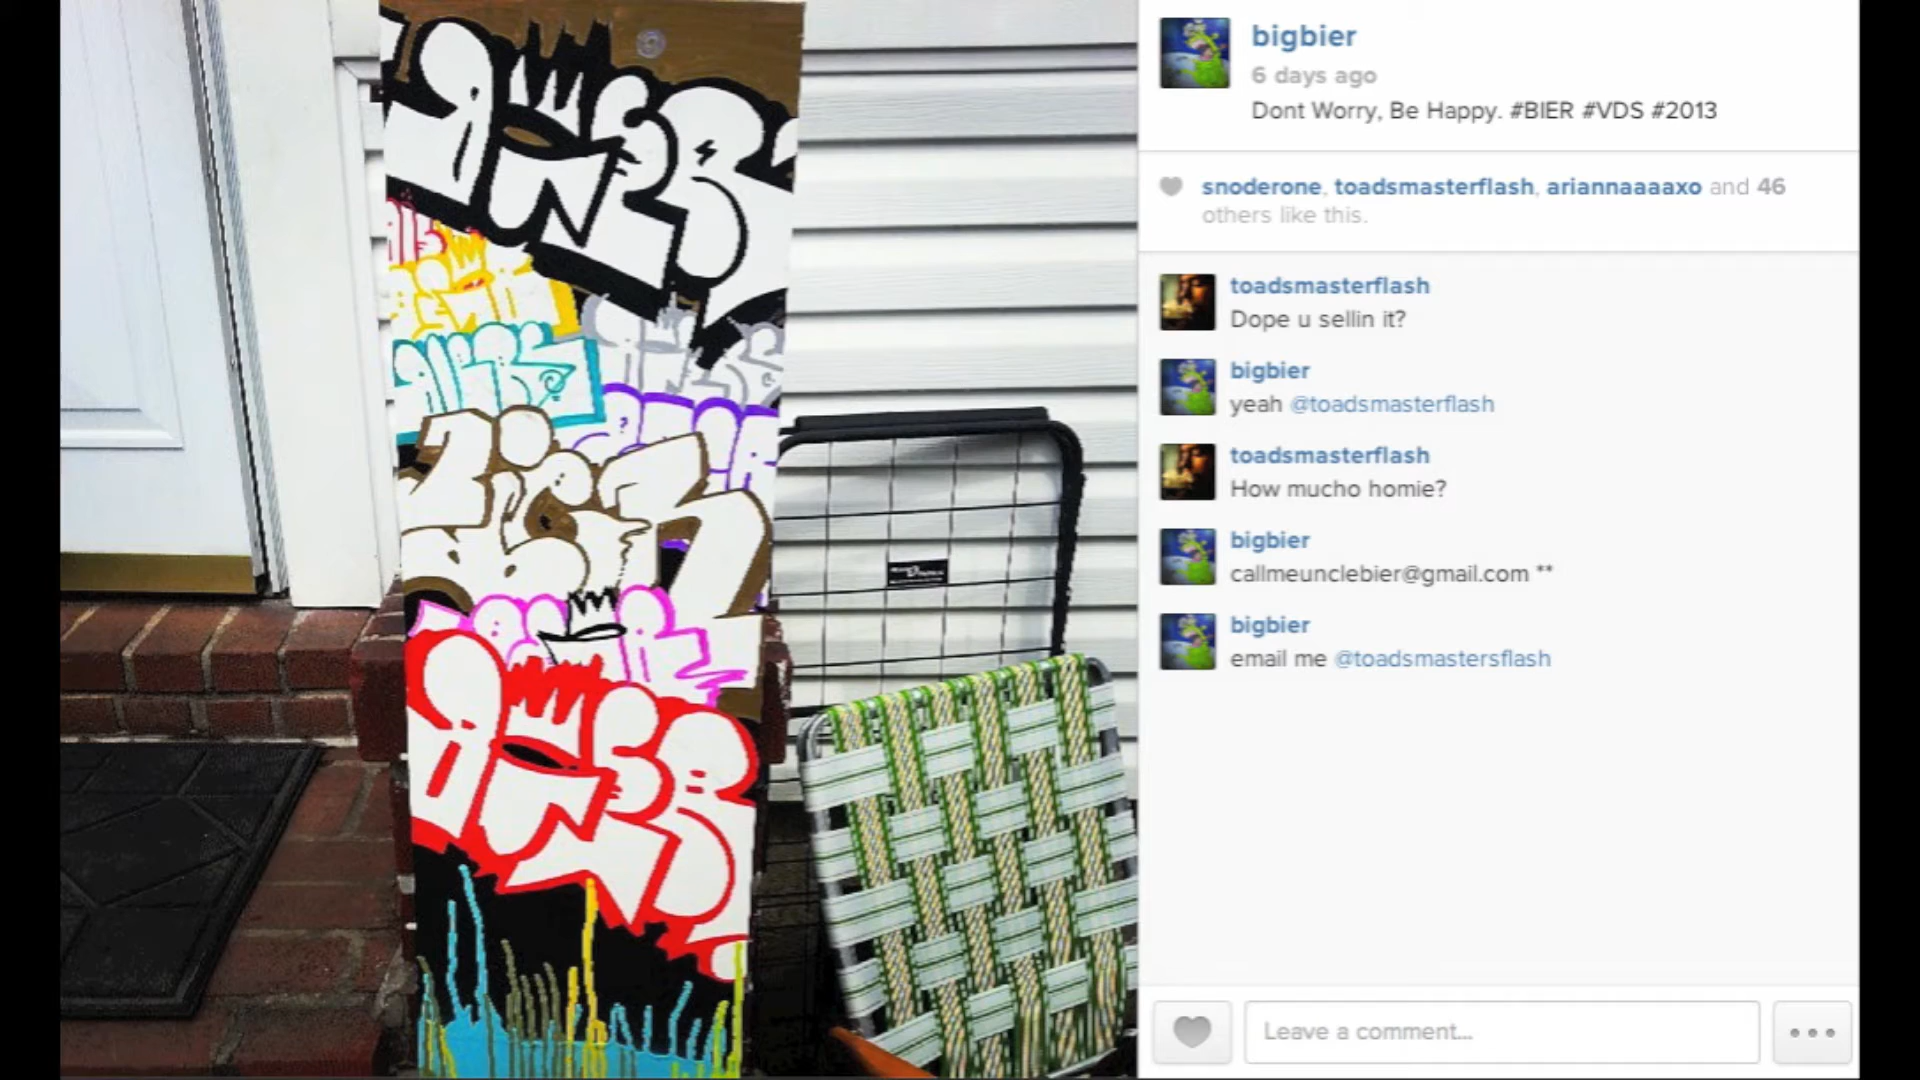 bigbier
6 days ago
Dont Worry, Be Happy. #BIER #VDS #2013
snoderone, toadsmasterflash, ariannaaaaxo and 46
others like this.
toadsmasterflash
Dope u sellin it?
bigbier
yeah @toadsmasterflash
toadsmasterflash
How mucho homie?
bigbier
callmeunclebier@gmail.com **
bigbier
email me @toadsmastersflash
Leave a comment...